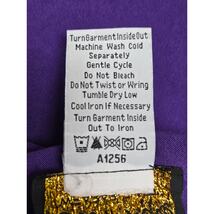 Turn Garment Inside Out
Machine Wash Cold
Separately
Gentle Cycle
Do Not Bleach
Do Not Twist or Wring
Tumble Dry Low
Cool Iron If Necessary
Turn Garment Inside
Out To Iron
A1256